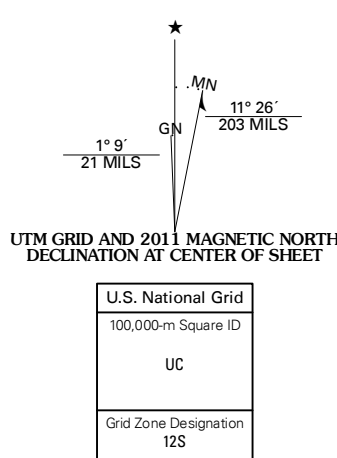 ★
MN
11° 26´
203 MILS
GN
1° 9´
21 MILS
UTM GRID AND 2011 MAGNETIC NORTH
DECLINATION AT CENTER OF SHEET
U.S. National Grid
100,000-m Square ID
UC
Grid Zone Designation
12S